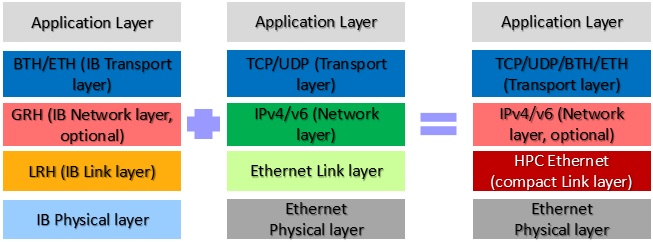 Application Layer
BTH/ETH (IB Transport
layer)
GRH (IB Network layer,
optional)
LRH (IB Link layer)
IB Physical layer
Application Layer
TCP/UDP (Transport
layer)
IPv4/v6 (Network
layer)
Ethernet Link layer
Ethernet
Physical layer
Application Layer
TCP/UDP/BTH/ETH
(Transport layer)
IPv4/v6 (Network
layer, optional)
HPC Ethernet
(compact Link layer)
Ethernet
Physical layer